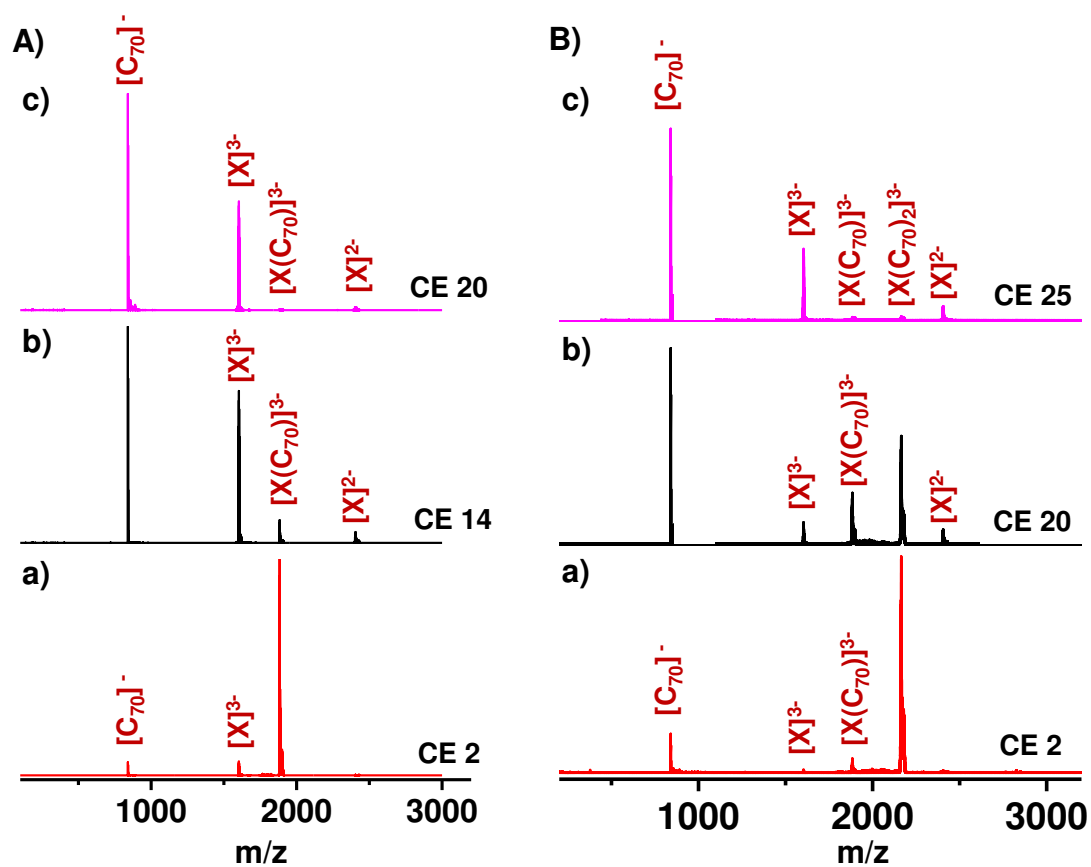 A)
c)
[C₇₀]⁻
[X]³⁻
[X(C₇₀)]³⁻
[X]²⁻
CE 20
b)
[X]³⁻
[X(C₇₀)]³⁻
[X]²⁻
CE 14
a)
[C₇₀]⁻
[X]³⁻
CE 2
1000 2000 3000
m/z
B)
c)
[C₇₀]⁻
[X]³⁻
[X(C₇₀)]³⁻
[X(C₇₀)₂]³⁻
[X]²⁻
CE 25
b)
[X]³⁻
[X(C₇₀)]³⁻
[X]²⁻
CE 20
a)
[C₇₀]⁻
[X]³⁻
[X(C₇₀)]³⁻
CE 2
1000 2000 3000
m/z